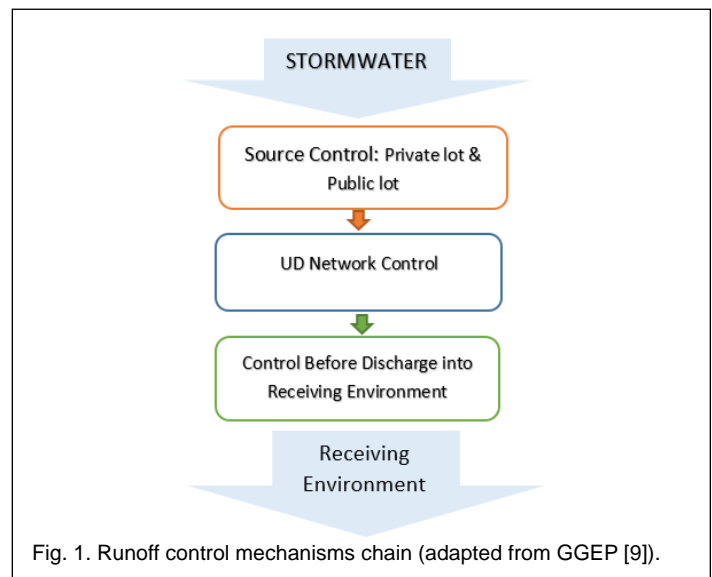 STORMWATER
Source Control: Private lot &
Public lot
UD Network Control
Control Before Discharge into
Receiving Environment
Receiving
Environment
Fig. 1. Runoff control mechanisms chain (adapted from GGEP [9]).